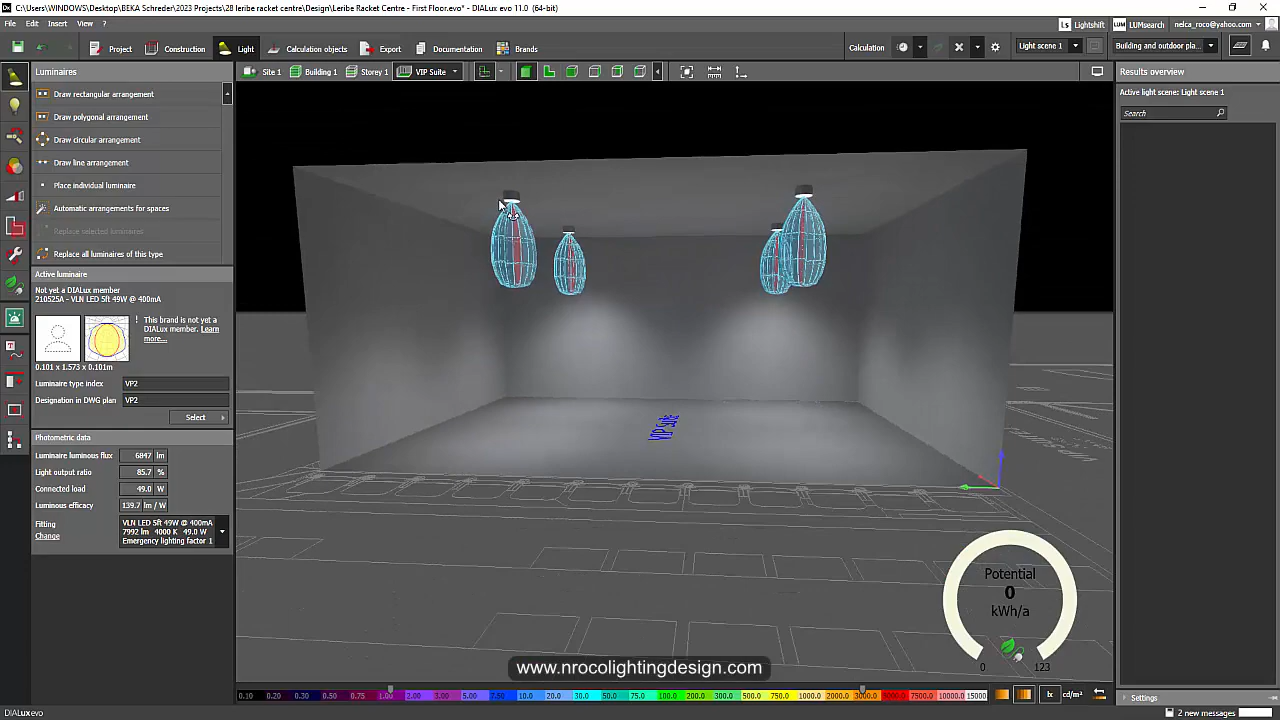 C:\Users\WINDOWS\Desktop\BEKA Schreder\2023 Projects\28 leribe racket centre\Design\Leribe Racket Centre - First Floor.evo* - DIALux evo 11.0 (64-bit)
File Edit Insert View ?
Lightshift LUMsearch nelca_roco@yahoo.com
Project Construction Light Calculation objects Export Documentation Brands
Calculation Light scene 1 Building and outdoor pla...
Luminaires
Site 1 Building 1 Storey 1 VIP Suite
Results overview
Active light scene: Light scene 1
Search
Draw rectangular arrangement
Draw polygonal arrangement
Draw circular arrangement
Draw line arrangement
Place individual luminaire
Automatic arrangements for spaces
Replace selected luminaires
Replace all luminaires of this type
Active luminaire
Not yet a DIALux member
210525A - VLN LED 5ft 49W @ 400mA
! This brand is not yet a
DIALux member. Learn
more...
0.101 x 1.573 x 0.101m
Luminaire type index VP2
Designation in DWG plan VP2
Select
Photometric data
Luminaire luminous flux 6847 lm
Light output ratio 85.7 %
Connected load 49.0 W
Luminous efficacy 139.7 lm / W
Fitting
Change
VLN LED 5ft 49W @ 400mA
7992 lm 4000 K 49.0 W
Emergency lighting factor 1
VIP Suite
Potential
0
kWh/a
0 123
www.nrocolightingdesign.com
0.10 0.20 0.30 0.50 0.75 1.00 2.00 3.00 5.00 7.50 10.0 20.0 30.0 50.0 75.0 100.0 200.0 300.0 500.0 750.0 1000.0 2000.0 3000.0 5000.0 7500.0 10000.0 15000 fx cd/m²
Settings
DIALuxevo
2 new messages